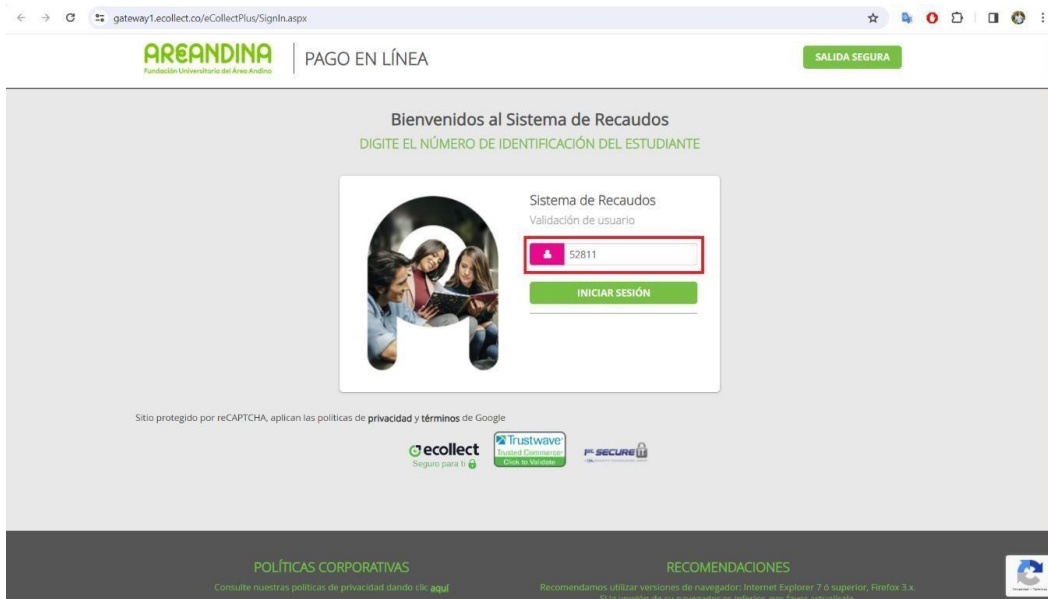 gateway1.ecollect.co/eCollectPlus/SignIn.aspx
AREANDINA
Fundación Universitaria del Área Andina
PAGO EN LÍNEA
SALIDA SEGURA
Bienvenidos al Sistema de Recaudos
DIGITE EL NÚMERO DE IDENTIFICACIÓN DEL ESTUDIANTE
Sistema de Recaudos
Validación de usuario
52811
INICIAR SESIÓN
Sitio protegido por reCAPTCHA, aplican las políticas de privacidad y términos de Google
ecollect
Seguro para ti
Trustwave
Trusted Commerce
Click to Validate
SECURE
POLÍTICAS CORPORATIVAS
Consulte nuestras políticas de privacidad dando clic aquí
RECOMENDACIONES
Recomendamos utilizar versiones de navegador: Internet Explorer 7 ó superior, Firefox 3.x.